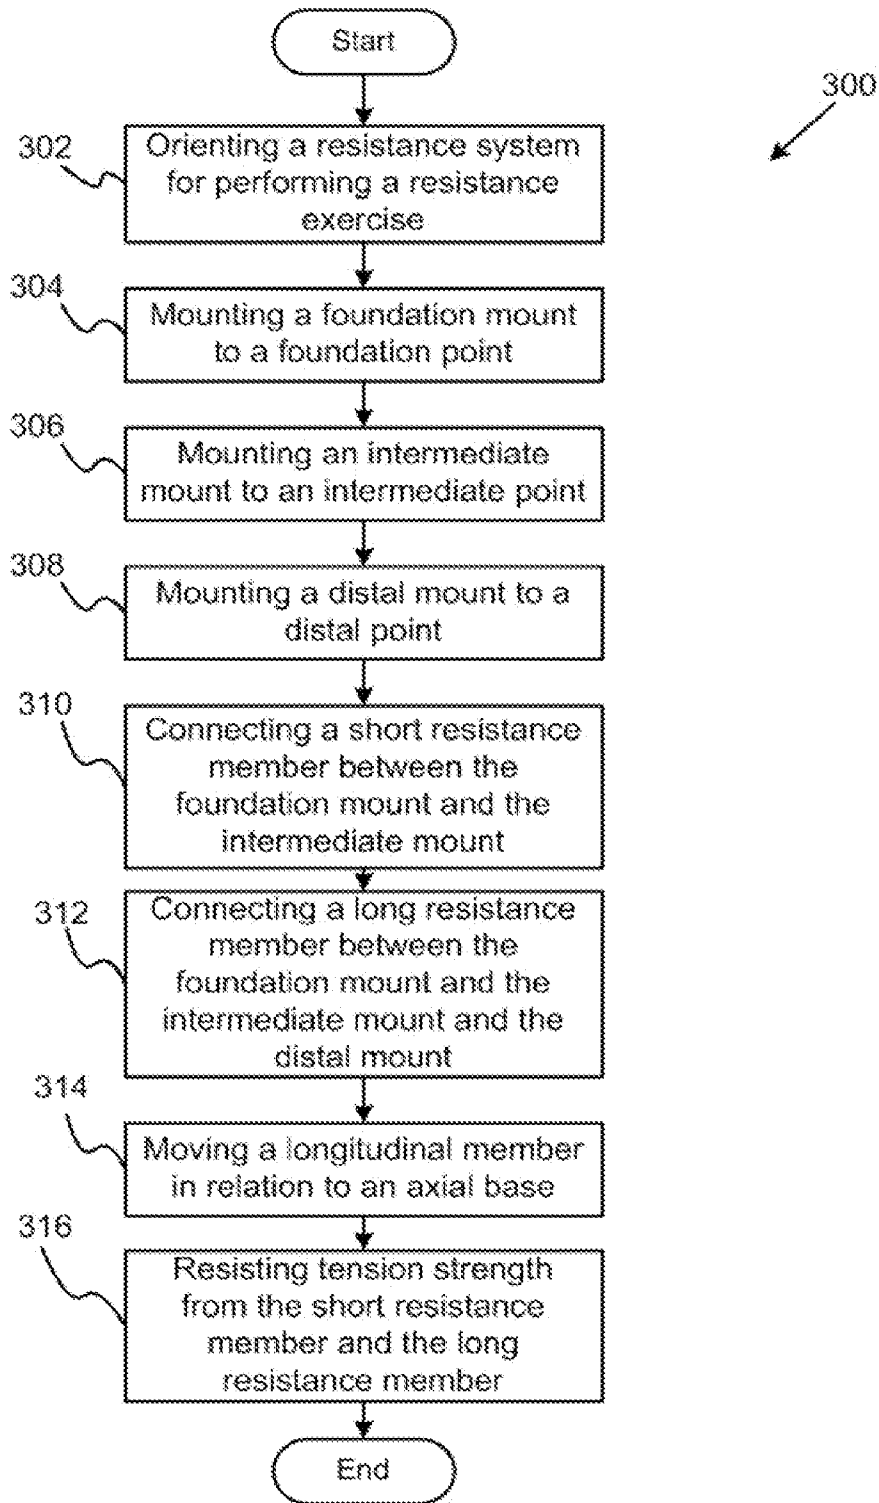 Start
300
302
Orienting a resistance system
for performing a resistance
exercise
304
Mounting a foundation mount
to a foundation point
306
Mounting an intermediate
mount to an intermediate point
308
Mounting a distal mount to a
distal point
310
Connecting a short resistance
member between the
foundation mount and the
intermediate mount
312
Connecting a long resistance
member between the
foundation mount and the
intermediate mount and the
distal mount
314
Moving a longitudinal member
in relation to an axial base
316
Resisting tension strength
from the short resistance
member and the long
resistance member
End